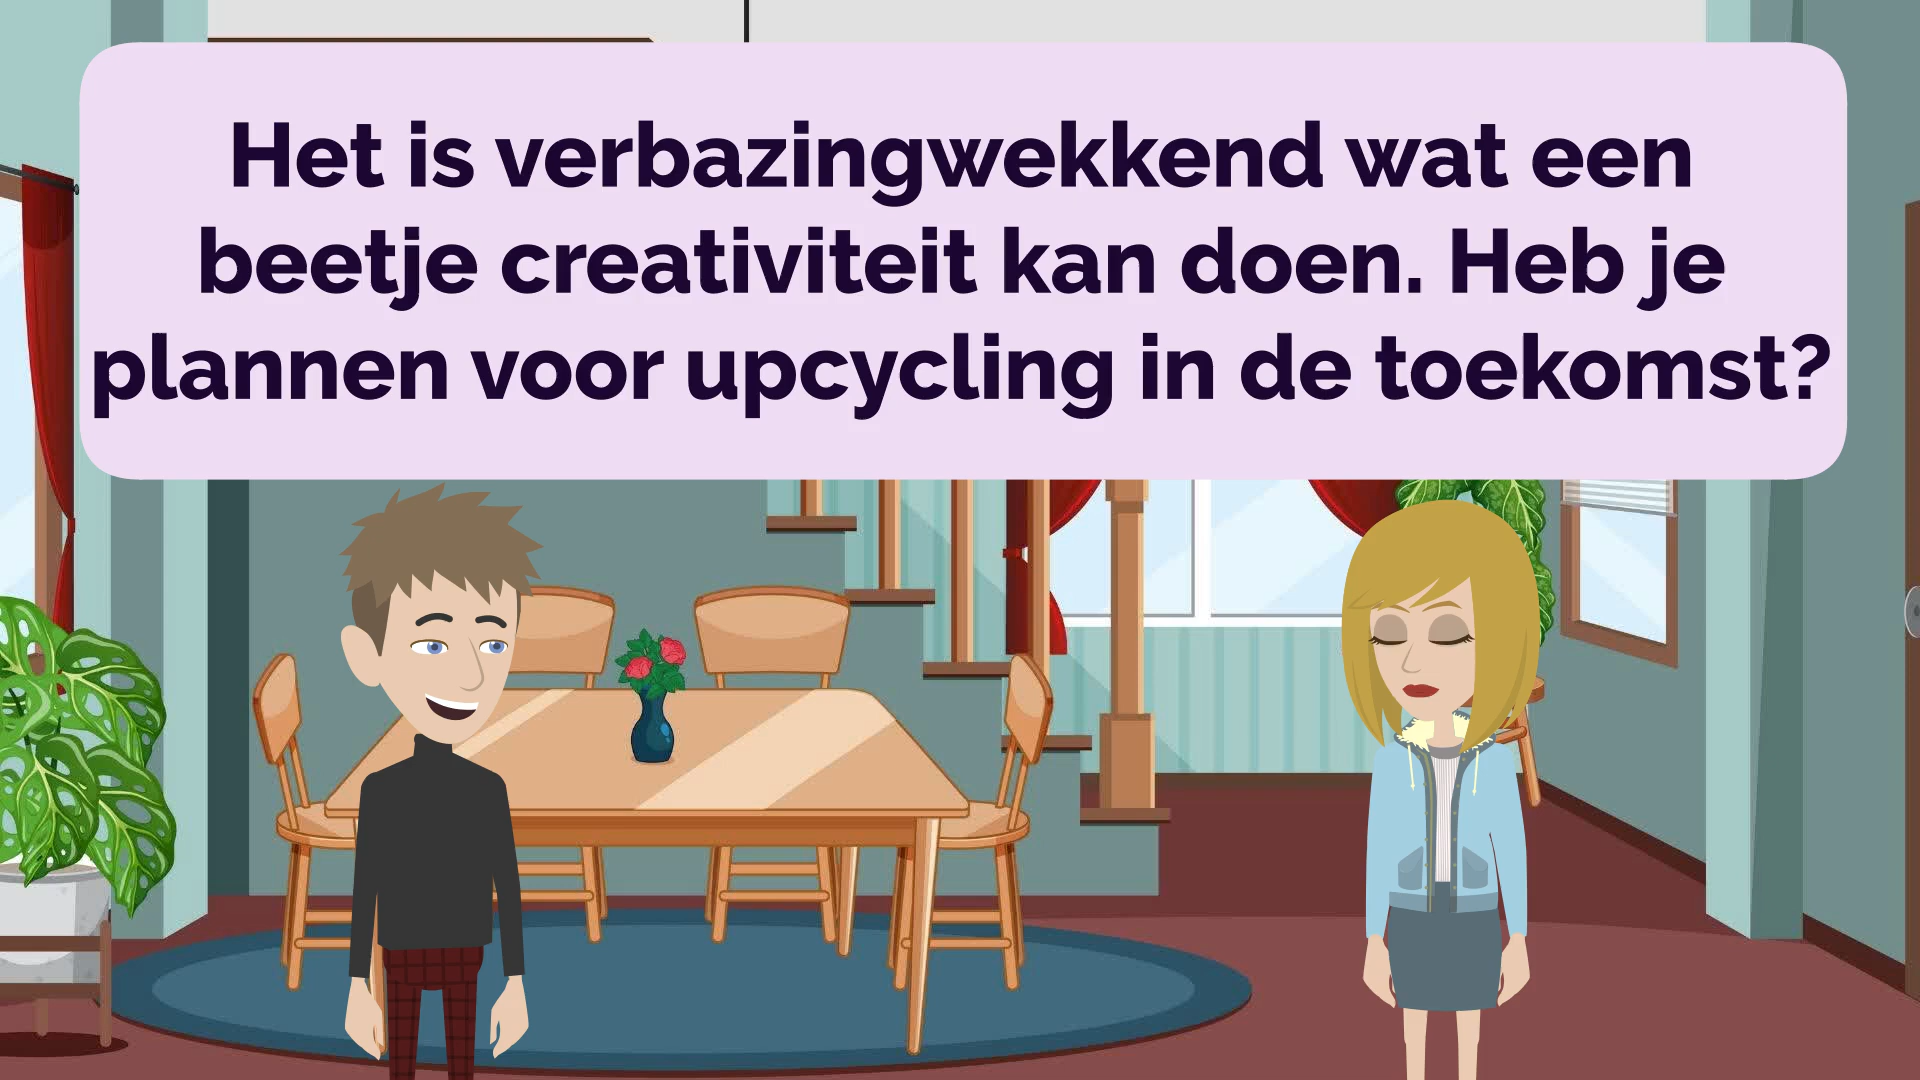 Het is verbazingwekkend wat een
beetje creativiteit kan doen. Heb je
plannen voor upcycling in de toekomst?